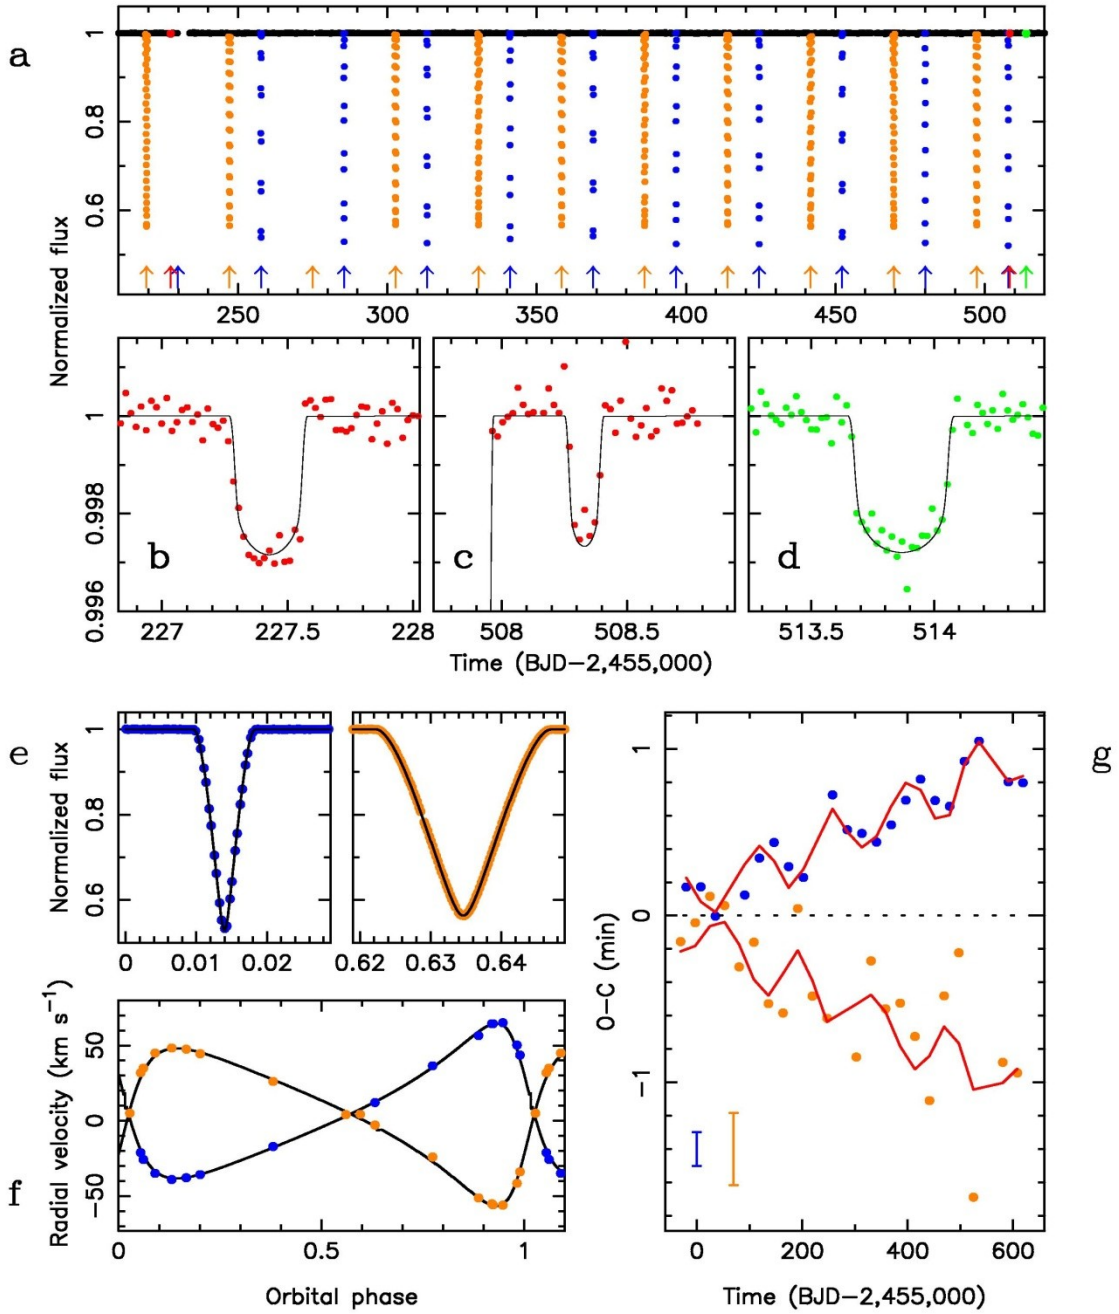 a
Normalized flux
1
0.8
0.6
250 300 350 400 450 500
1
0.998
0.996
b
c
d
227 227.5 228
508 508.5
513.5 514
Time (BJD−2,455,000)
e
Normalized flux
1
0.8
0.6
0 0.01 0.02
0.62 0.63 0.64
f
Radial velocity (km s−1)
50
0
−50
0 0.5 1
Orbital phase
g
O−C (min)
1
0
−1
0 200 400 600
Time (BJD−2,455,000)